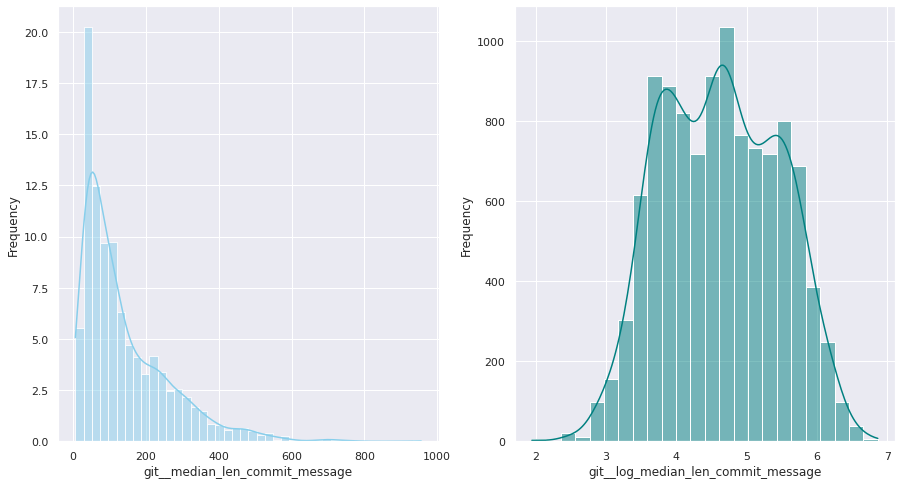 Frequency
20.0
17.5
15.0
12.5
10.0
7.5
5.0
2.5
0.0
0 200 400 600 800 1000
git__median_len_commit_message
Frequency
1000
800
600
400
200
0
2 3 4 5 6 7
git__log_median_len_commit_message